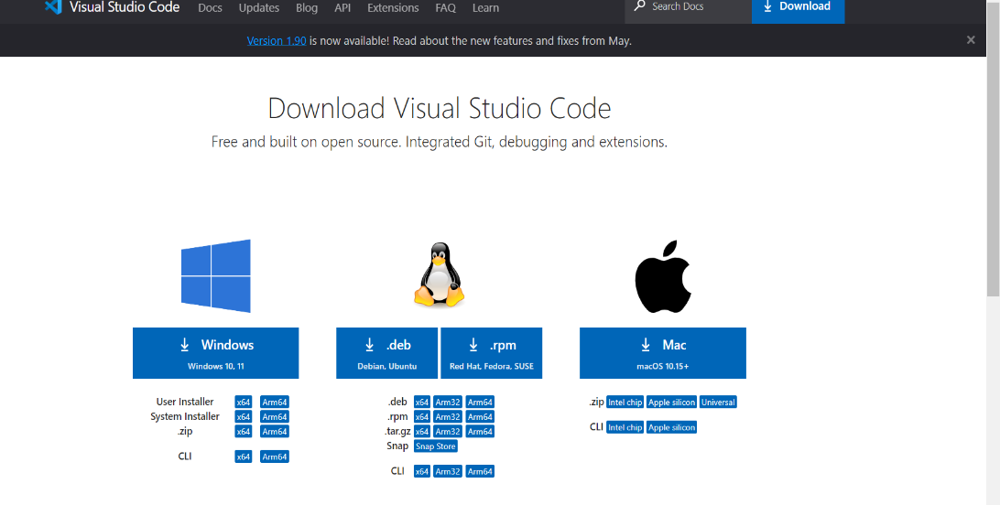 Visual Studio Code Docs Updates Blog API Extensions FAQ Learn Search Docs Download
Version 1.90 is now available! Read about the new features and fixes from May.
Download Visual Studio Code
Free and built on open source. Integrated Git, debugging and extensions.
Windows
Windows 10, 11
User Installer x64 Arm64
System Installer x64 Arm64
.zip x64 Arm64
CLI x64 Arm64
.deb
Debian, Ubuntu
.rpm
Red Hat, Fedora, SUSE
.deb x64 Arm32 Arm64
.rpm x64 Arm32 Arm64
.tar.gz x64 Arm32 Arm64
Snap Snap Store
CLI x64 Arm32 Arm64
Mac
macOS 10.15+
.zip Intel chip Apple silicon Universal
CLI Intel chip Apple silicon